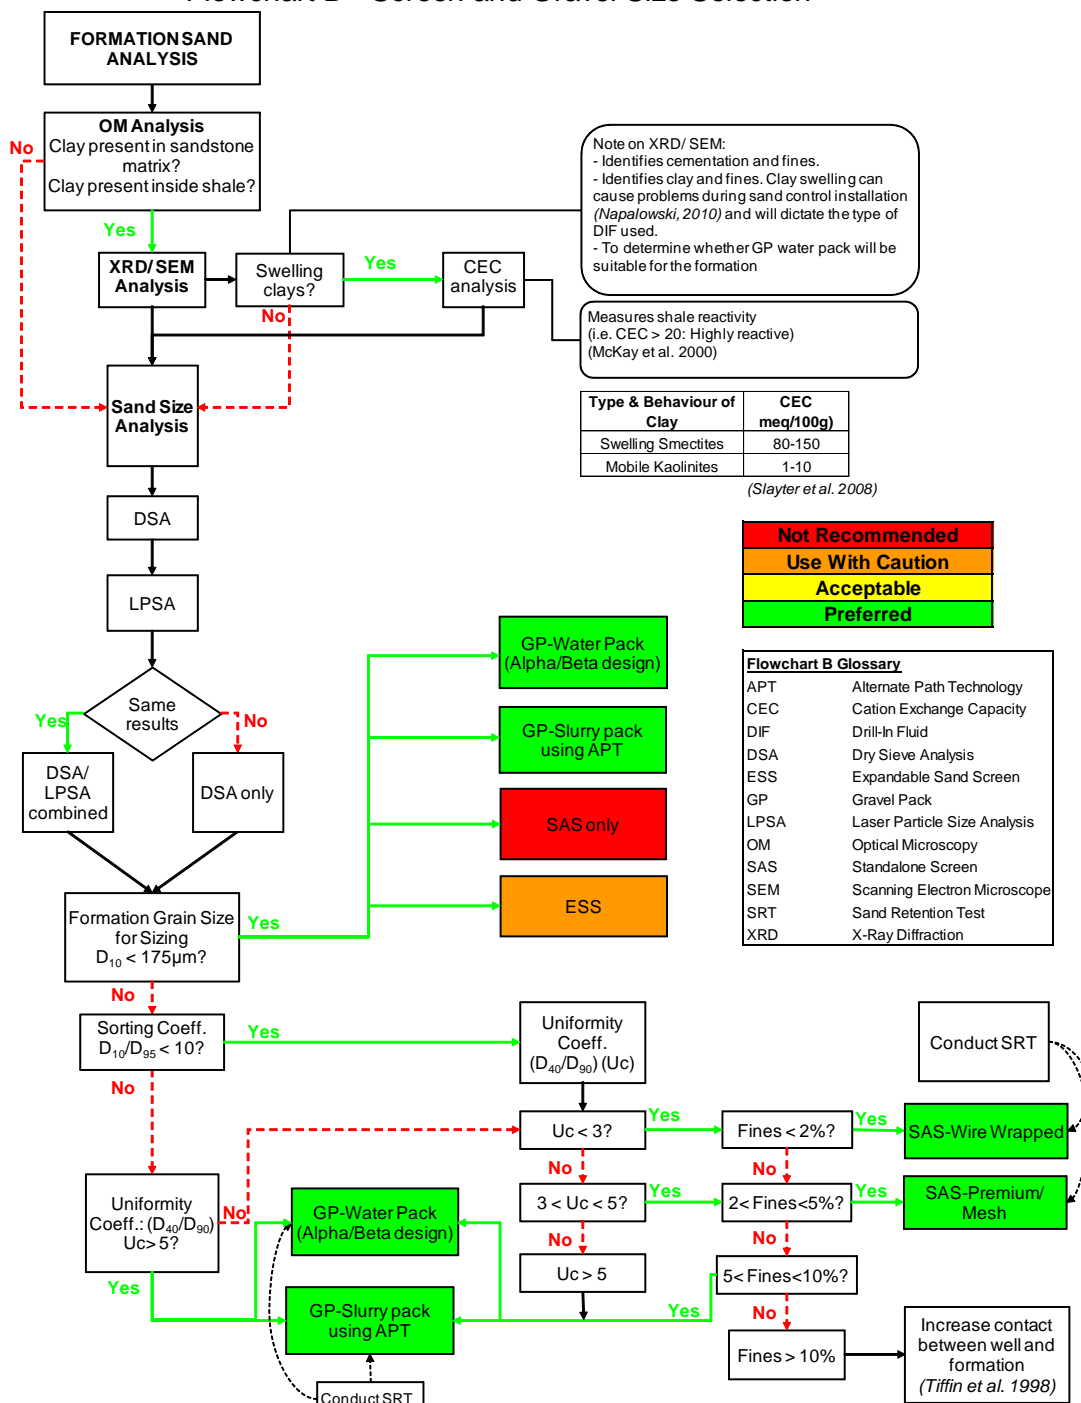 Flowchart B - Screen and Gravel Size Selection
FORMATION SAND
ANALYSIS
OM Analysis
Clay present in sandstone
matrix?
Clay present inside shale?
No
Yes
XRD/ SEM
Analysis
Swelling
clays?
Yes
No
CEC
analysis
Note on XRD/ SEM:
- Identifies cementation and fines.
- Identifies clay and fines. Clay swelling can
cause problems during sand control installation
(Napalowski, 2010) and will dictate the type of
DIF used.
- To determine whether GP water pack will be
suitable for the formation
Measures shale reactivity
(i.e. CEC > 20: Highly reactive)
(McKay et al. 2000)
Sand Size
Analysis
Type & Behaviour of
Clay
CEC
meq/100g)
Swelling Smectites 80-150
Mobile Kaolinites 1-10
(Slayter et al. 2008)
DSA
LPSA
Not Recommended
Use With Caution
Acceptable
Preferred
Same
results
Yes
No
DSA/
LPSA
combined
DSA only
GP-Water Pack
(Alpha/Beta design)
GP-Slurry pack
using APT
SAS only
ESS
Flowchart B Glossary
APT Alternate Path Technology
CEC Cation Exchange Capacity
DIF Drill-In Fluid
DSA Dry Sieve Analysis
ESS Expandable Sand Screen
GP Gravel Pack
LPSA Laser Particle Size Analysis
OM Optical Microscopy
SAS Standalone Screen
SEM Scanning Electron Microscope
SRT Sand Retention Test
XRD X-Ray Diffraction
Formation Grain Size
for Sizing
D10 < 175µm?
Yes
No
Sorting Coeff.
D10/D95 < 10?
Yes
No
Uniformity
Coeff.
(D40/D90) (Uc)
Conduct SRT
Uc < 3?
Yes
No
Fines < 2%?
Yes
No
SAS-Wire Wrapped
3 < Uc < 5?
Yes
No
2< Fines<5%?
Yes
No
SAS-Premium/
Mesh
Uniformity
Coeff.: (D40/D90)
Uc> 5?
No
Yes
GP-Water Pack
(Alpha/Beta design)
GP-Slurry pack
using APT
Uc > 5
5< Fines<10%?
Yes
No
Fines > 10%
Increase contact
between well and
formation
(Tiffin et al. 1998)
Conduct SRT